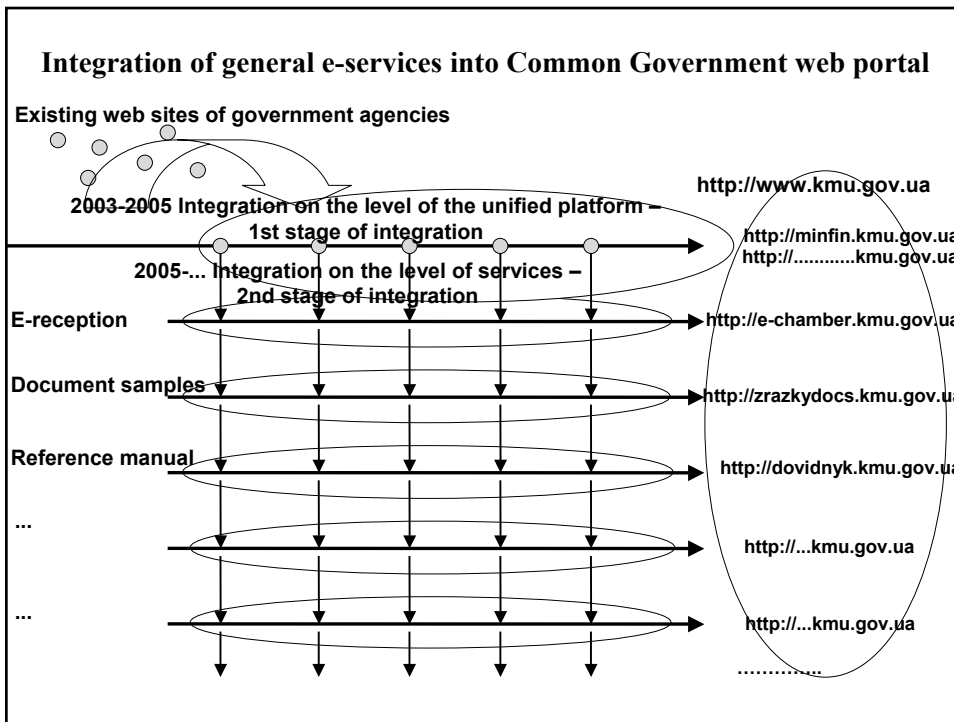 Integration of general e-services into Common Government web portal
Existing web sites of government agencies
http://www.kmu.gov.ua
2003-2005 Integration on the level of the unified platform –
1st stage of integration
http://minfin.kmu.gov.ua
http://............kmu.gov.ua
2005-... Integration on the level of services –
2nd stage of integration
E-reception
http://e-chamber.kmu.gov.ua
Document samples
http://zrazkydocs.kmu.gov.ua
Reference manual
http://dovidnyk.kmu.gov.ua
...
http://...kmu.gov.ua
...
http://...kmu.gov.ua
..............